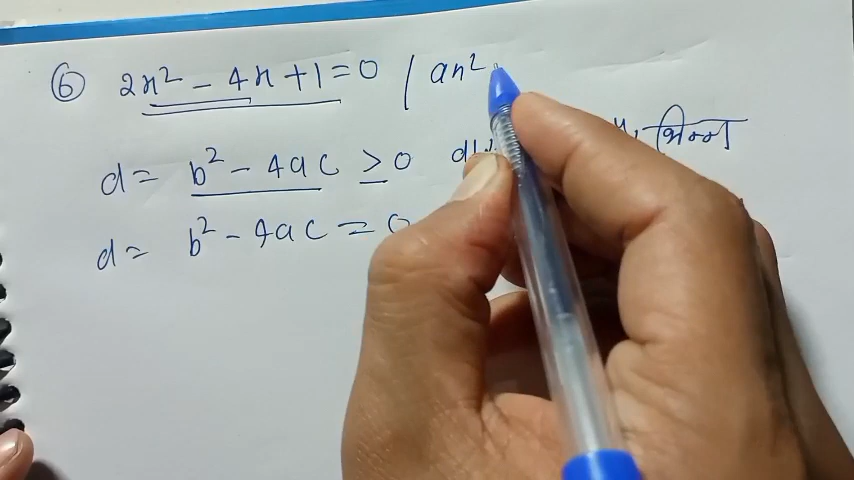 ⑥ 2x² - 4x + 1 = 0 / ax²
d = b² - 4ac ≥ 0 भिन्न
d = b² - 4ac = 0